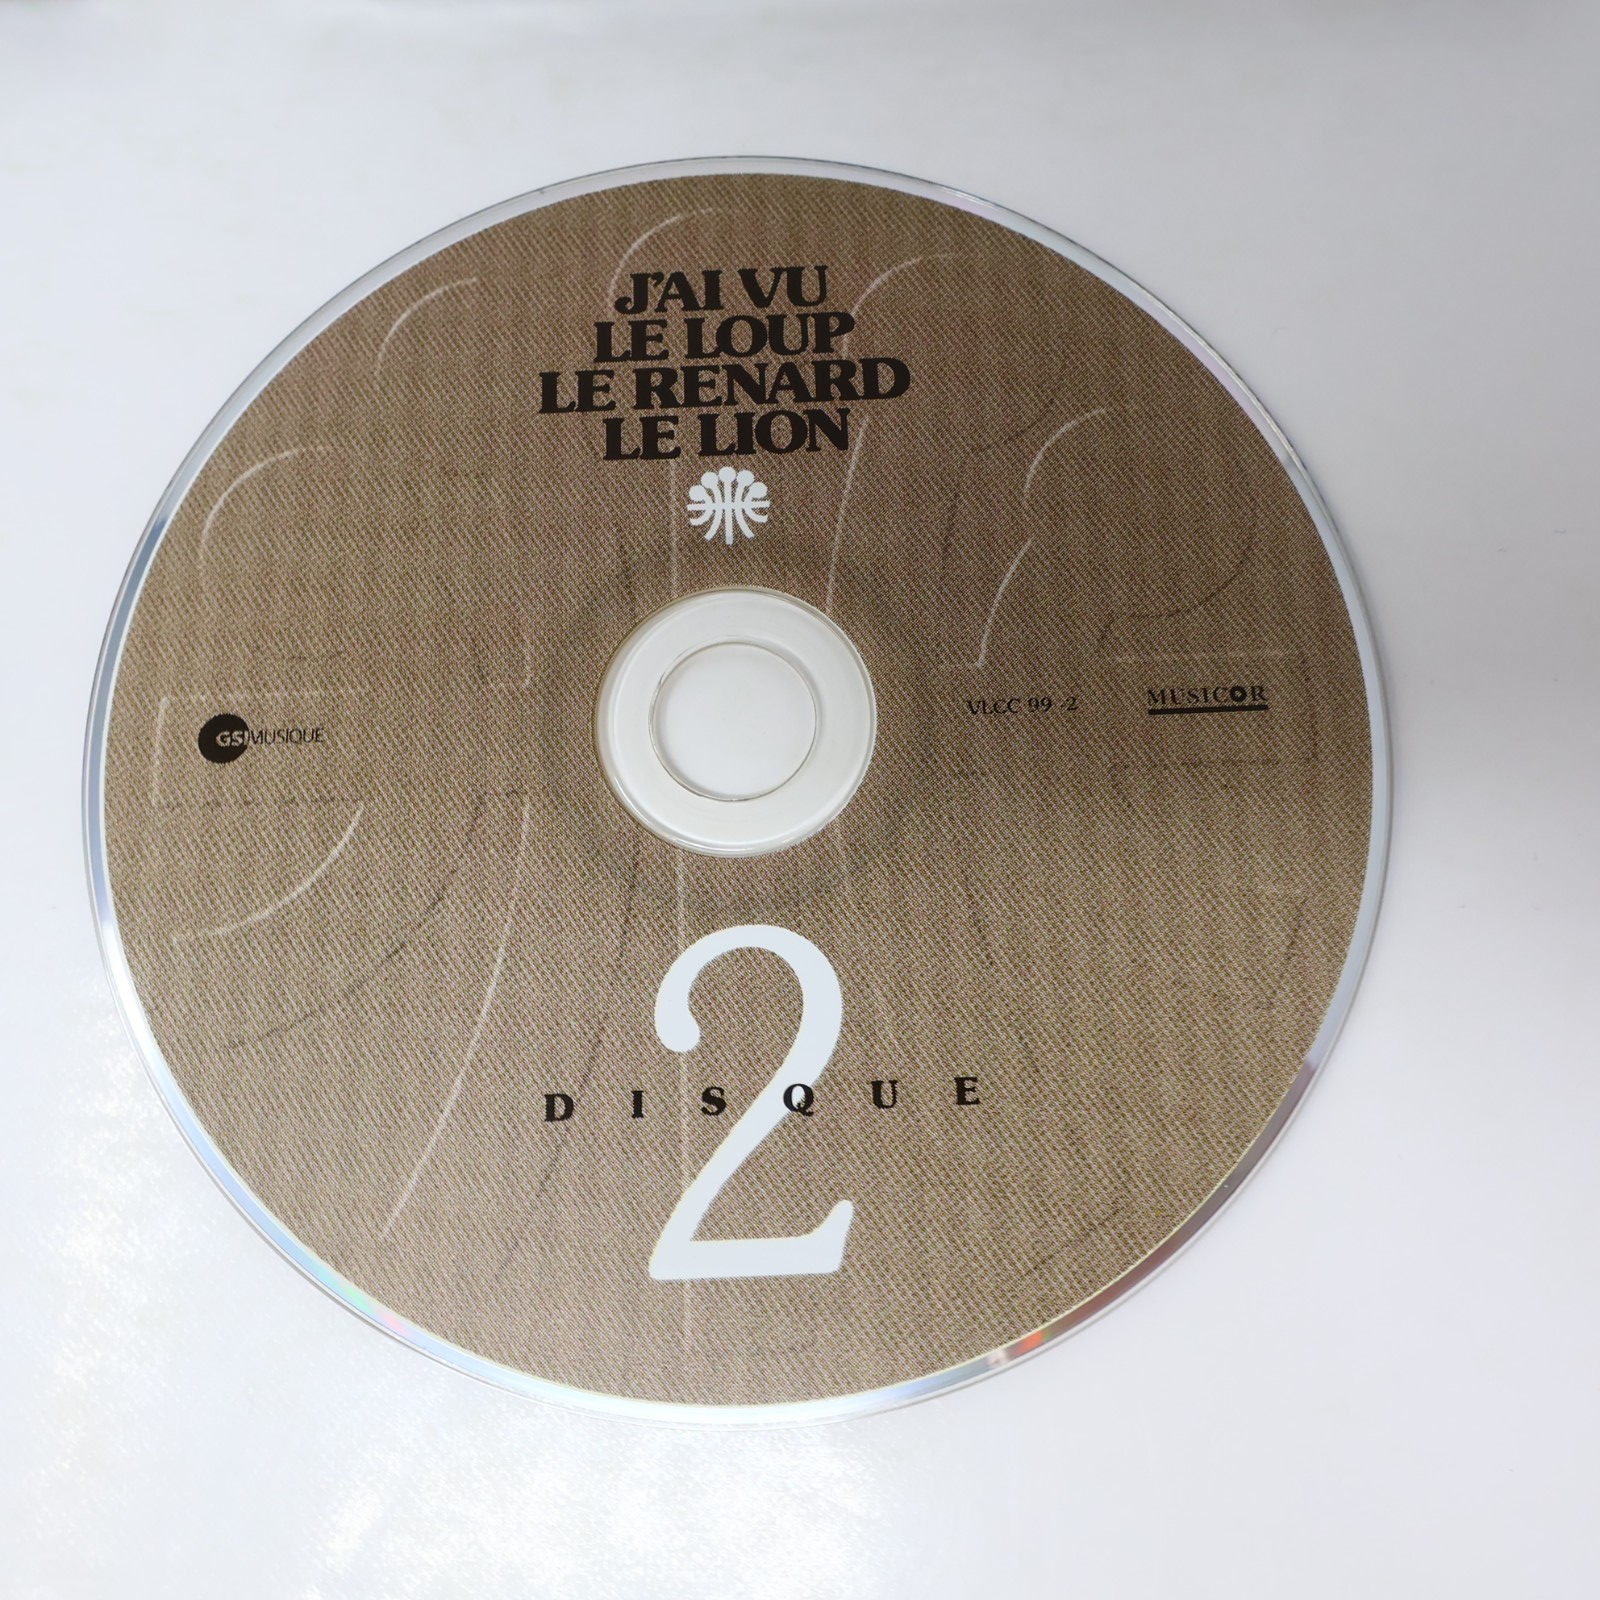 J'AI VU
LE LOUP
LE RENARD
LE LION
GSI MUSIQUE
VLCC 99 -2
MUSICOR
2
DISQUE